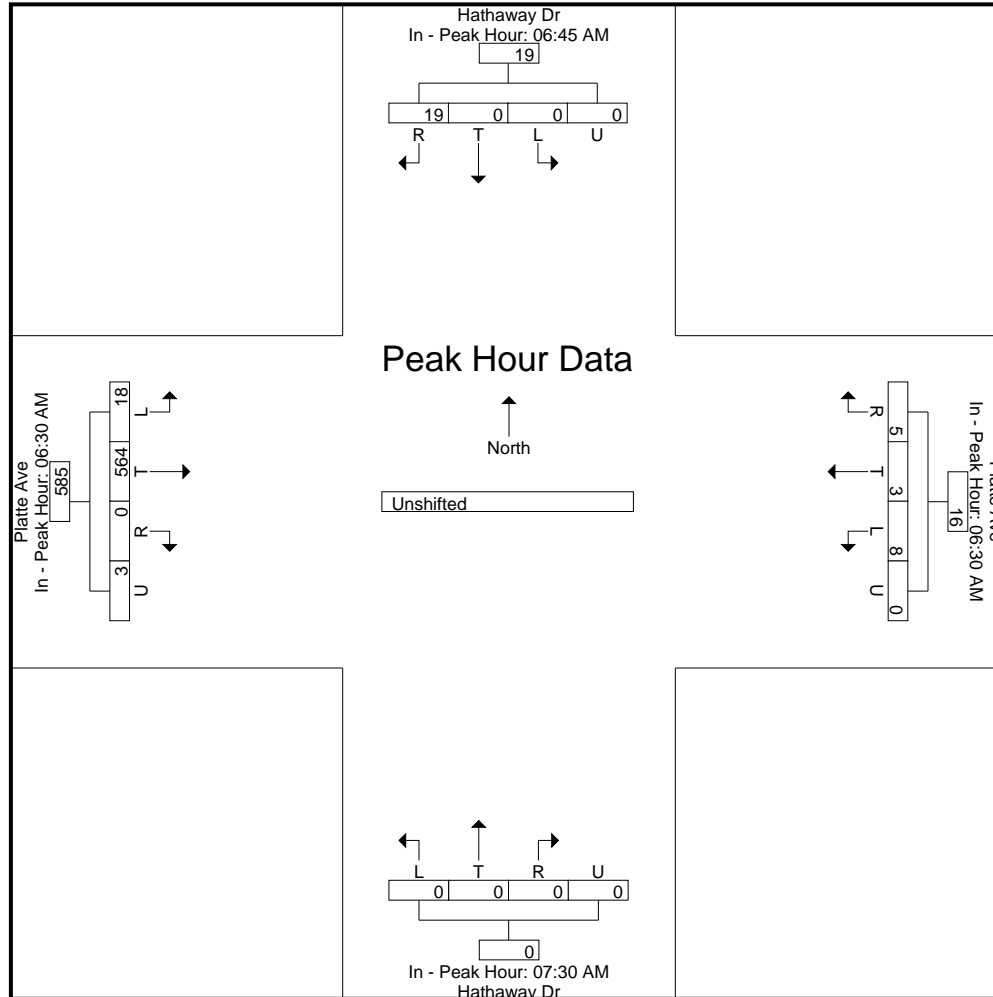 Hathaway Dr
In - Peak Hour: 06:45 AM
19
19 0 0 0
R T L U
Peak Hour Data
North
Unshifted
Platte Ave
In - Peak Hour: 06:30 AM
585
18 564 0 3
L T R U
In - Peak Hour: 06:30 AM
16
5 3 8 0
R T L U
L T R U
0 0 0 0
0
In - Peak Hour: 07:30 AM
Hathaway Dr